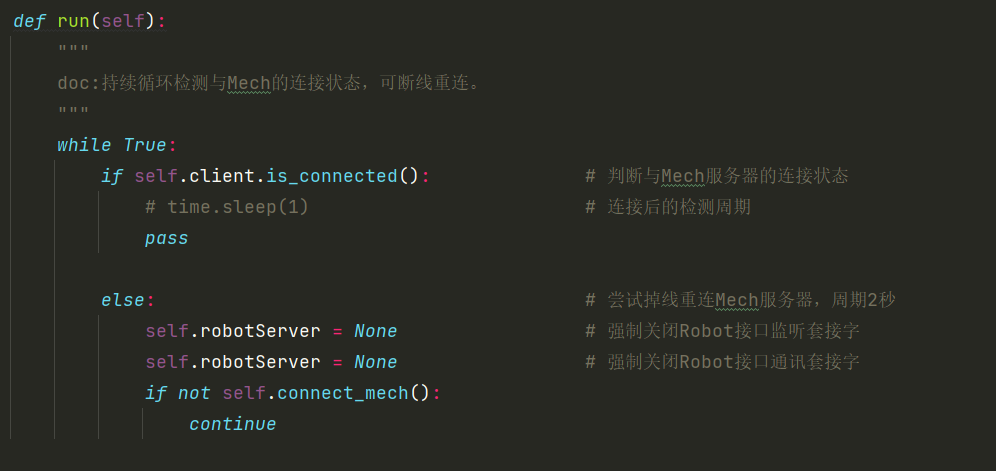 def run(self):
    """
    doc:持续循环检测与Mech的连接状态，可断线重连。
    """
    while True:
        if self.client.is_connected():              # 判断与Mech服务器的连接状态
            # time.sleep(1)                         # 连接后的检测周期
            pass
        else:                                       # 尝试掉线重连Mech服务器，周期2秒
            self.robotServer = None                 # 强制关闭Robot接口监听套接字
            self.robotServer = None                 # 强制关闭Robot接口通讯套接字
            if not self.connect_mech():
                continue